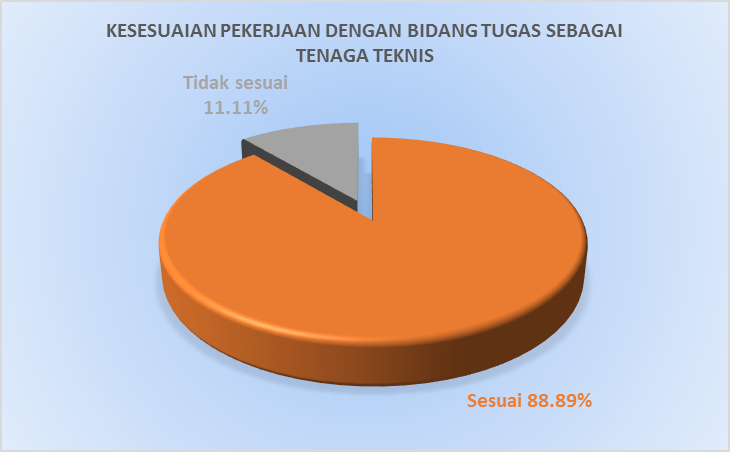 KESESUAIAN PEKERJAAN DENGAN BIDANG TUGAS SEBAGAI
TENAGA TEKNIS
Tidak sesuai
11.11%
Sesuai 88.89%